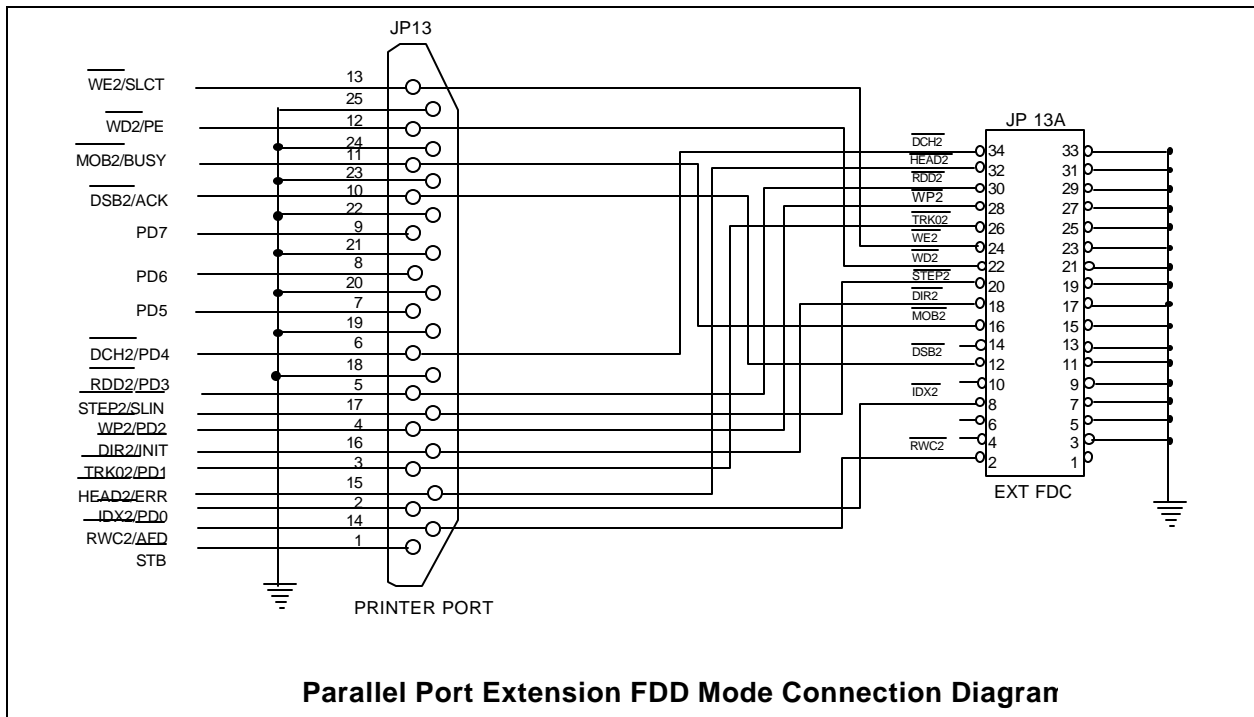 JP13
WE2/SLCT 13
25
WD2/PE 12
24
MOB2/BUSY 11
23
DSB2/ACK 10
22
PD7 9
21
PD6 8
20
PD5 7
19
DCH2/PD4 6
18
RDD2/PD3 5
STEP2/SLIN 17
WP2/PD2 4
DIR2/INIT 16
TRK02/PD1 3
HEAD2/ERR 15
IDX2/PD0 2
RWC2/AFD 14
STB 1
PRINTER PORT
JP 13A
DCH2 34 33
HEAD2 32 31
RDD2 30 29
WP2 28 27
TRK02 26 25
WE2 24 23
WD2 22 21
STEP2 20 19
DIR2 18 17
MOB2 16 15
14 13
DSB2 12 11
10 9
IDX2 8 7
6 5
4 3
RWC2 2 1
EXT FDC
Parallel Port Extension FDD Mode Connection Diagram